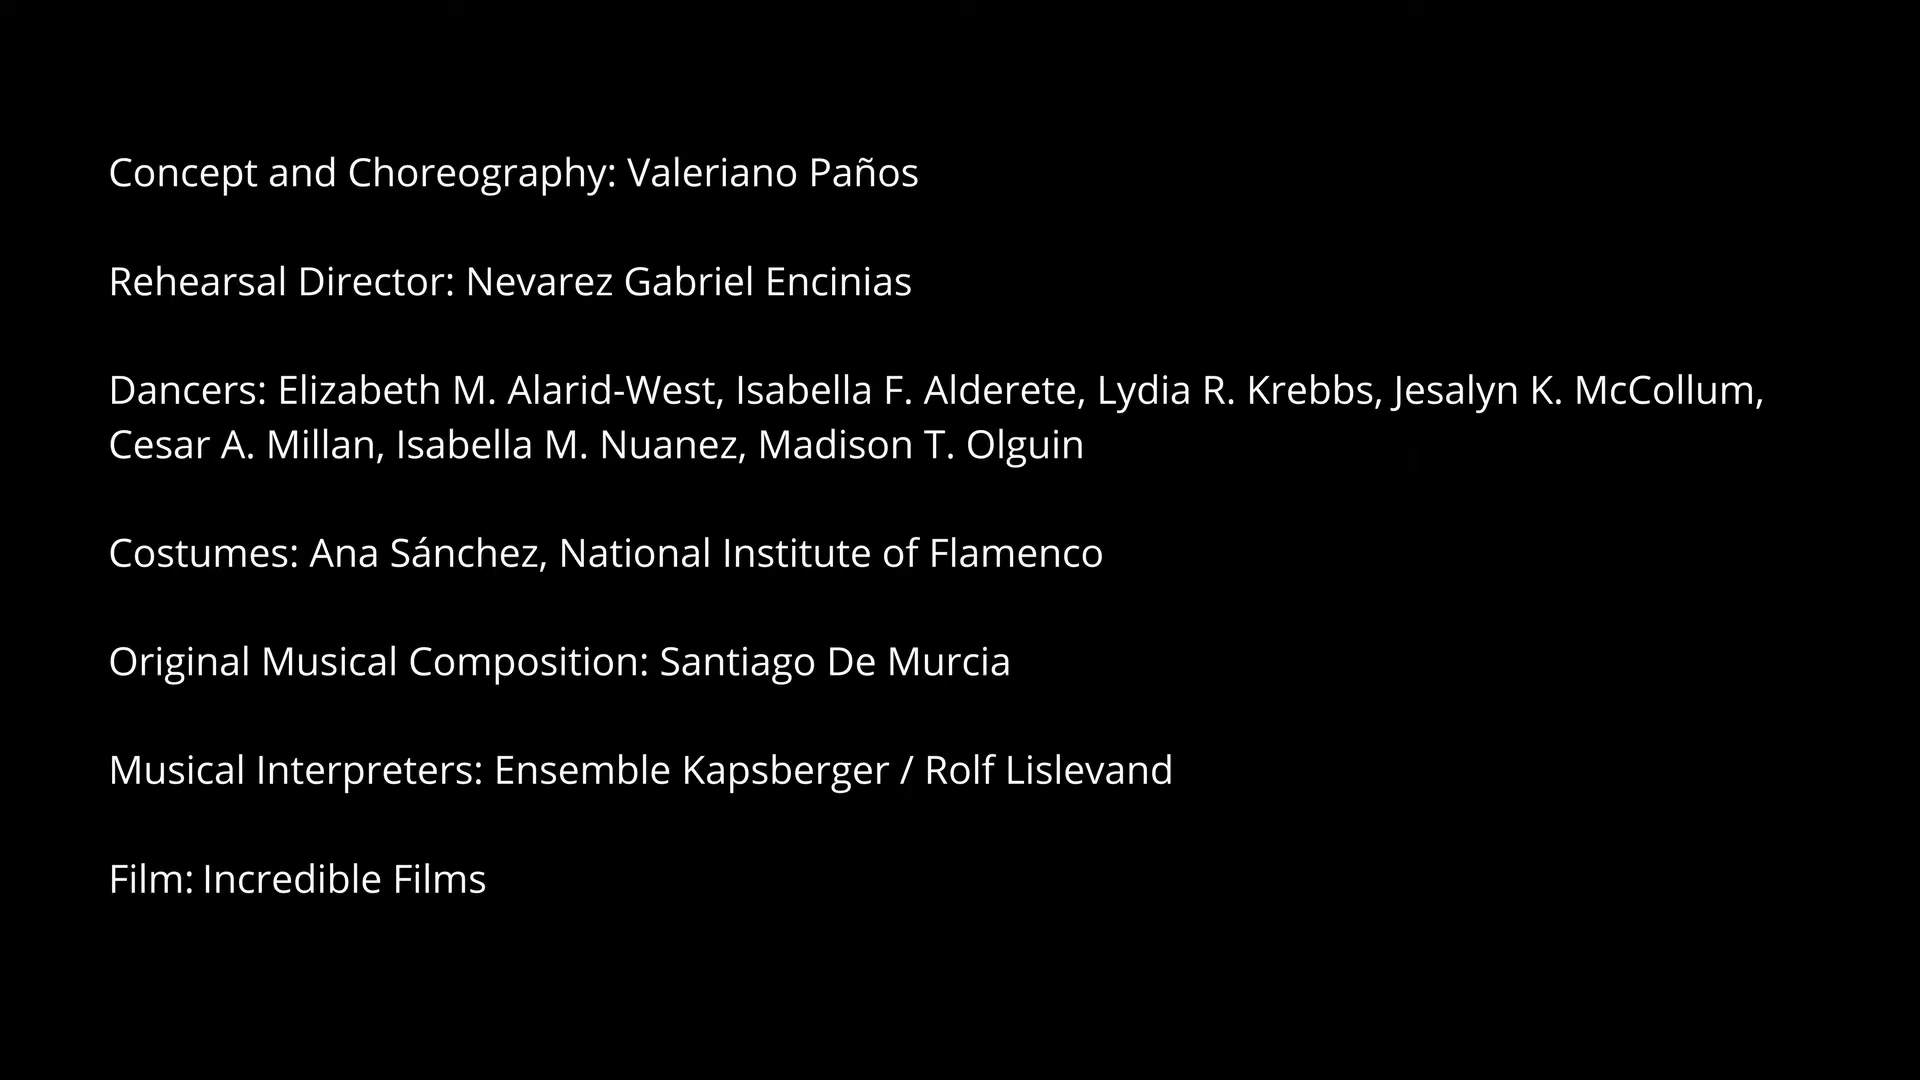 Concept and Choreography: Valeriano Paños
Rehearsal Director: Nevarez Gabriel Encinias
Dancers: Elizabeth M. Alarid-West, Isabella F. Alderete, Lydia R. Krebbs, Jesalyn K. McCollum,
Cesar A. Millan, Isabella M. Nuanez, Madison T. Olguin
Costumes: Ana Sánchez, National Institute of Flamenco
Original Musical Composition: Santiago De Murcia
Musical Interpreters: Ensemble Kapsberger / Rolf Lislevand
Film: Incredible Films